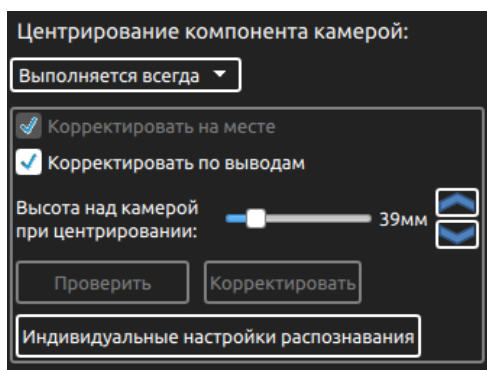 Центрирование компонента камерой:
Выполняется всегда
Корректировать на месте
Корректировать по выводам
Высота над камерой
при центрировании:
39мм
Проверить
Корректировать
Индивидуальные настройки распознавания